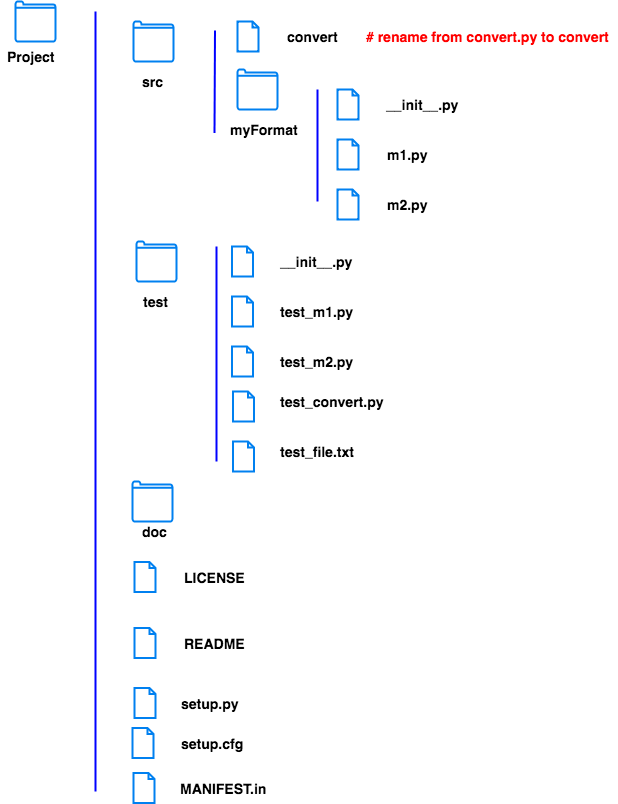 Project
src
convert # rename from convert.py to convert
myFormat
__init__.py
m1.py
m2.py
test
__init__.py
test_m1.py
test_m2.py
test_convert.py
test_file.txt
doc
LICENSE
README
setup.py
setup.cfg
MANIFEST.in